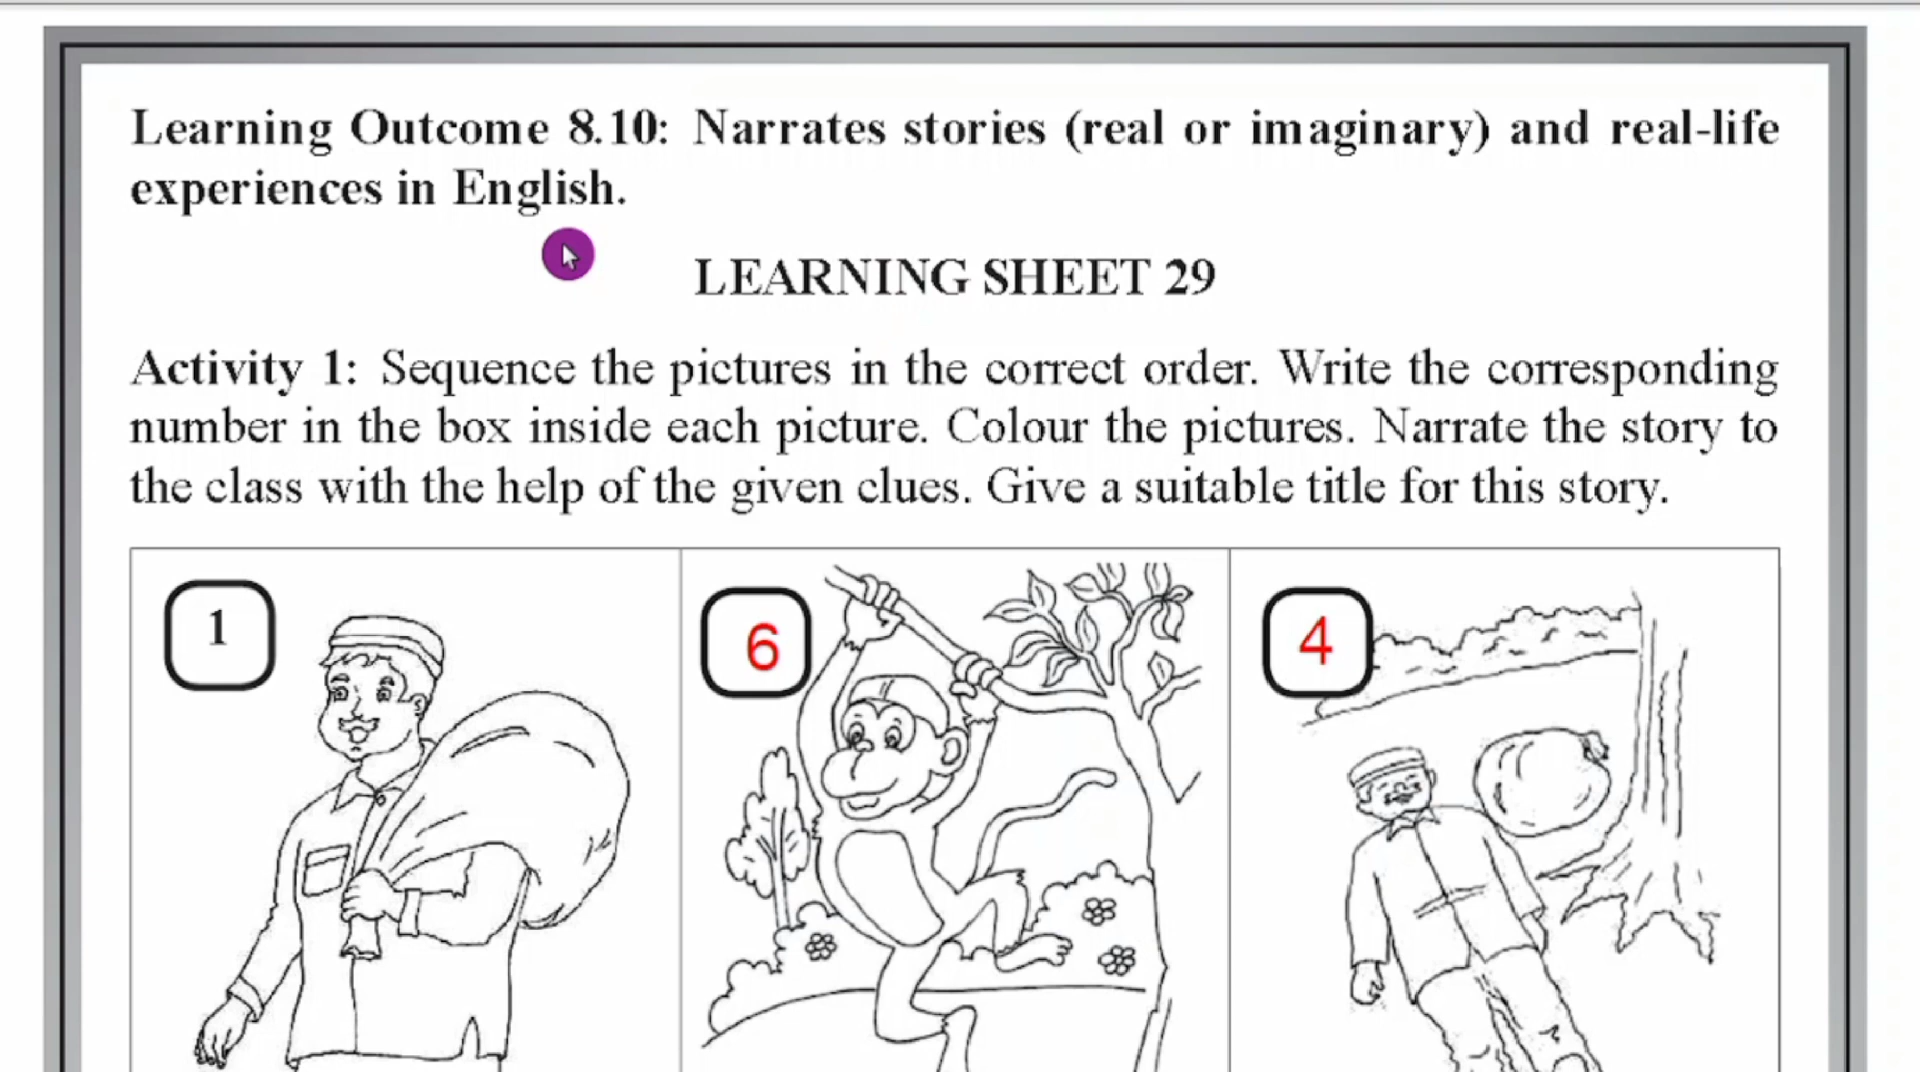 Learning Outcome 8.10: Narrates stories (real or imaginary) and real-life
experiences in English.
LEARNING SHEET 29
Activity 1: Sequence the pictures in the correct order. Write the corresponding
number in the box inside each picture. Colour the pictures. Narrate the story to
the class with the help of the given clues. Give a suitable title for this story.
1
6
4